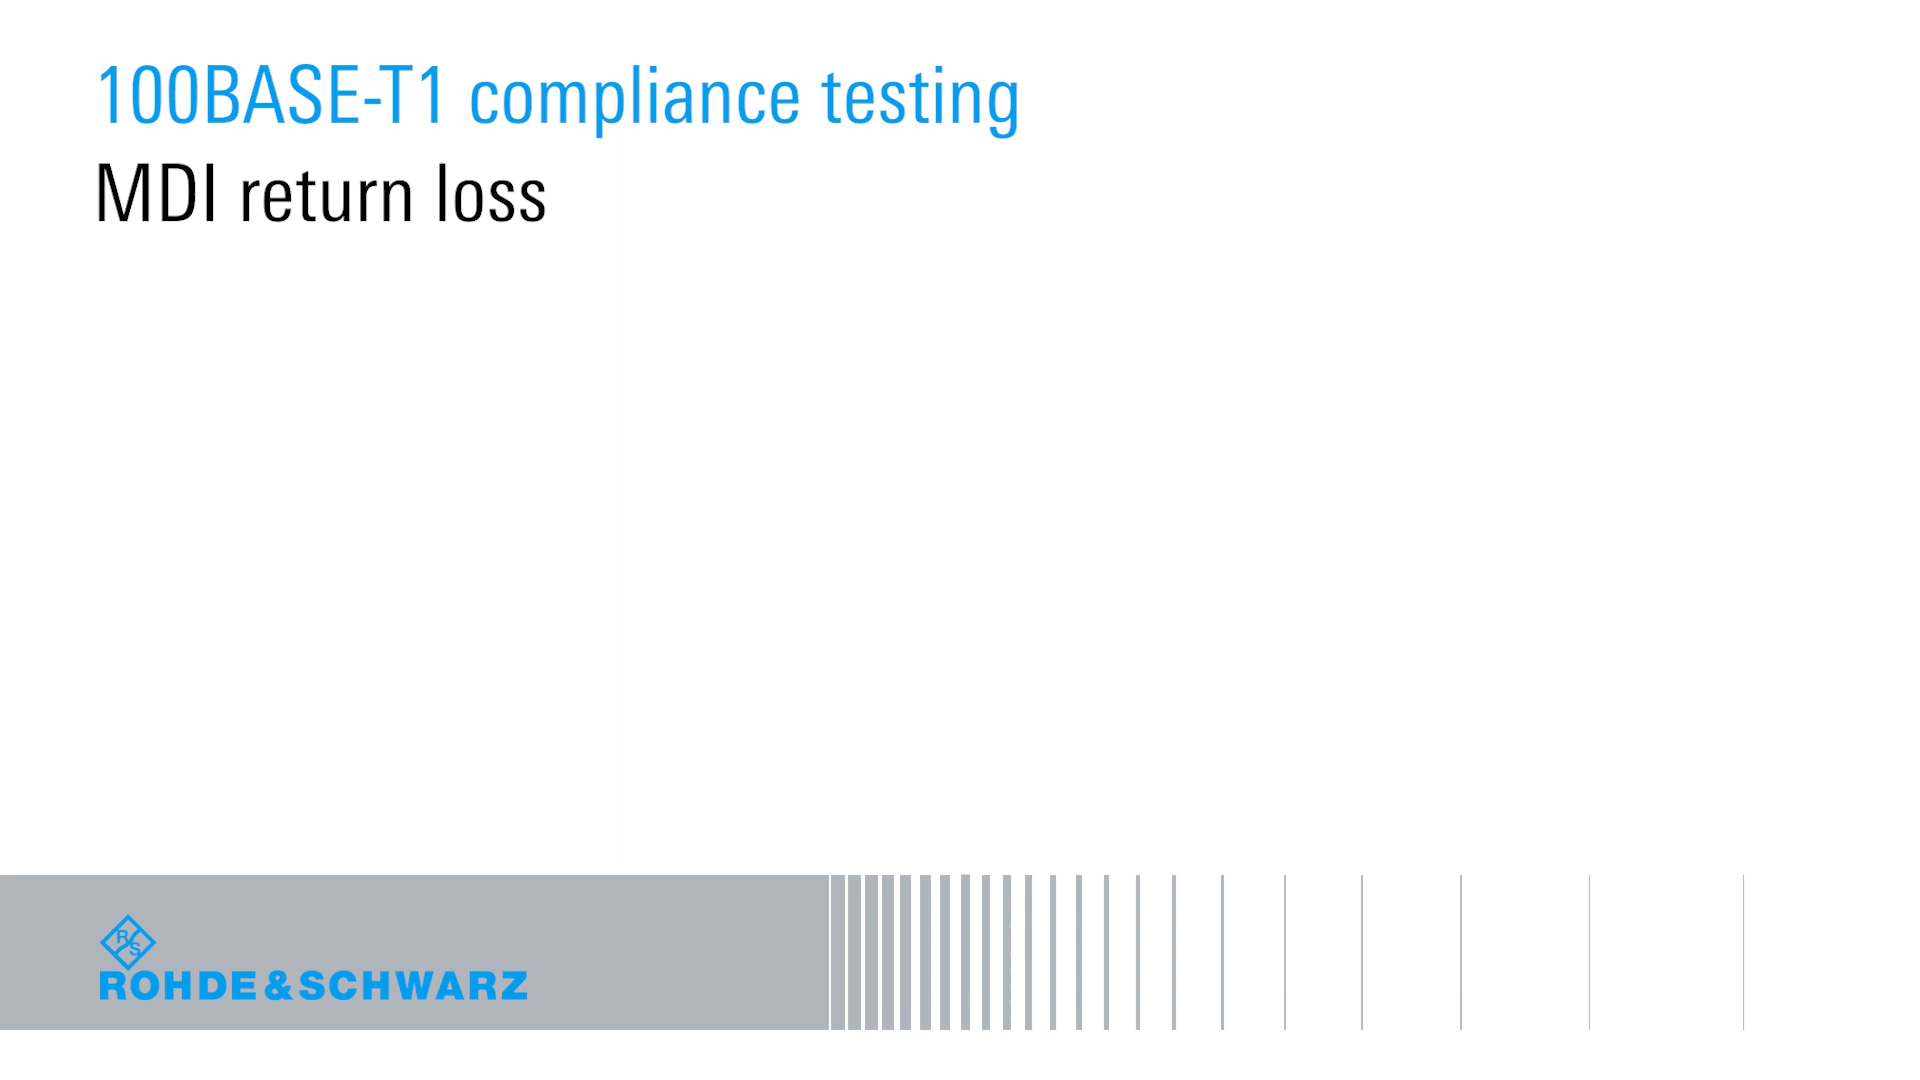 100BASE-T1 compliance testing
MDI return loss
R S
ROHDE&SCHWARZ